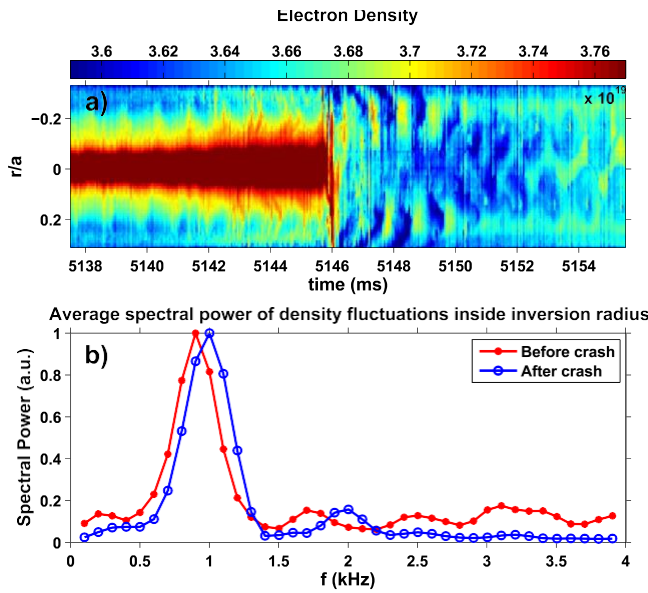 Electron Density
3.6 3.62 3.64 3.66 3.68 3.7 3.72 3.74 3.76
a)
x 10^19
−0.2
0
0.2
r/a
5138 5140 5142 5144 5146 5148 5150 5152 5154
time (ms)
Average spectral power of density fluctuations inside inversion radius
b)
Before crash
After crash
1
0.8
0.6
0.4
0.2
0
Spectral Power (a.u.)
0 0.5 1 1.5 2 2.5 3 3.5 4
f (kHz)